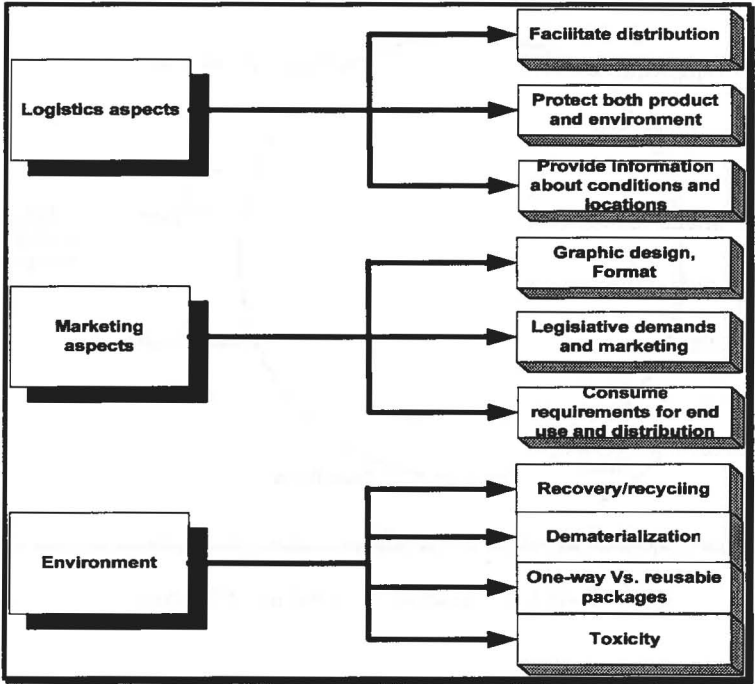 Logistics aspects
Facilitate distribution
Protect both product
and environment
Provide information
about conditions and
locations
Marketing
aspects
Graphic design,
Format
Legislative demands
and marketing
Consume
requirements for end
use and distribution
Environment
Recovery/recycling
Dematerialization
One-way Vs. reusable
packages
Toxicity